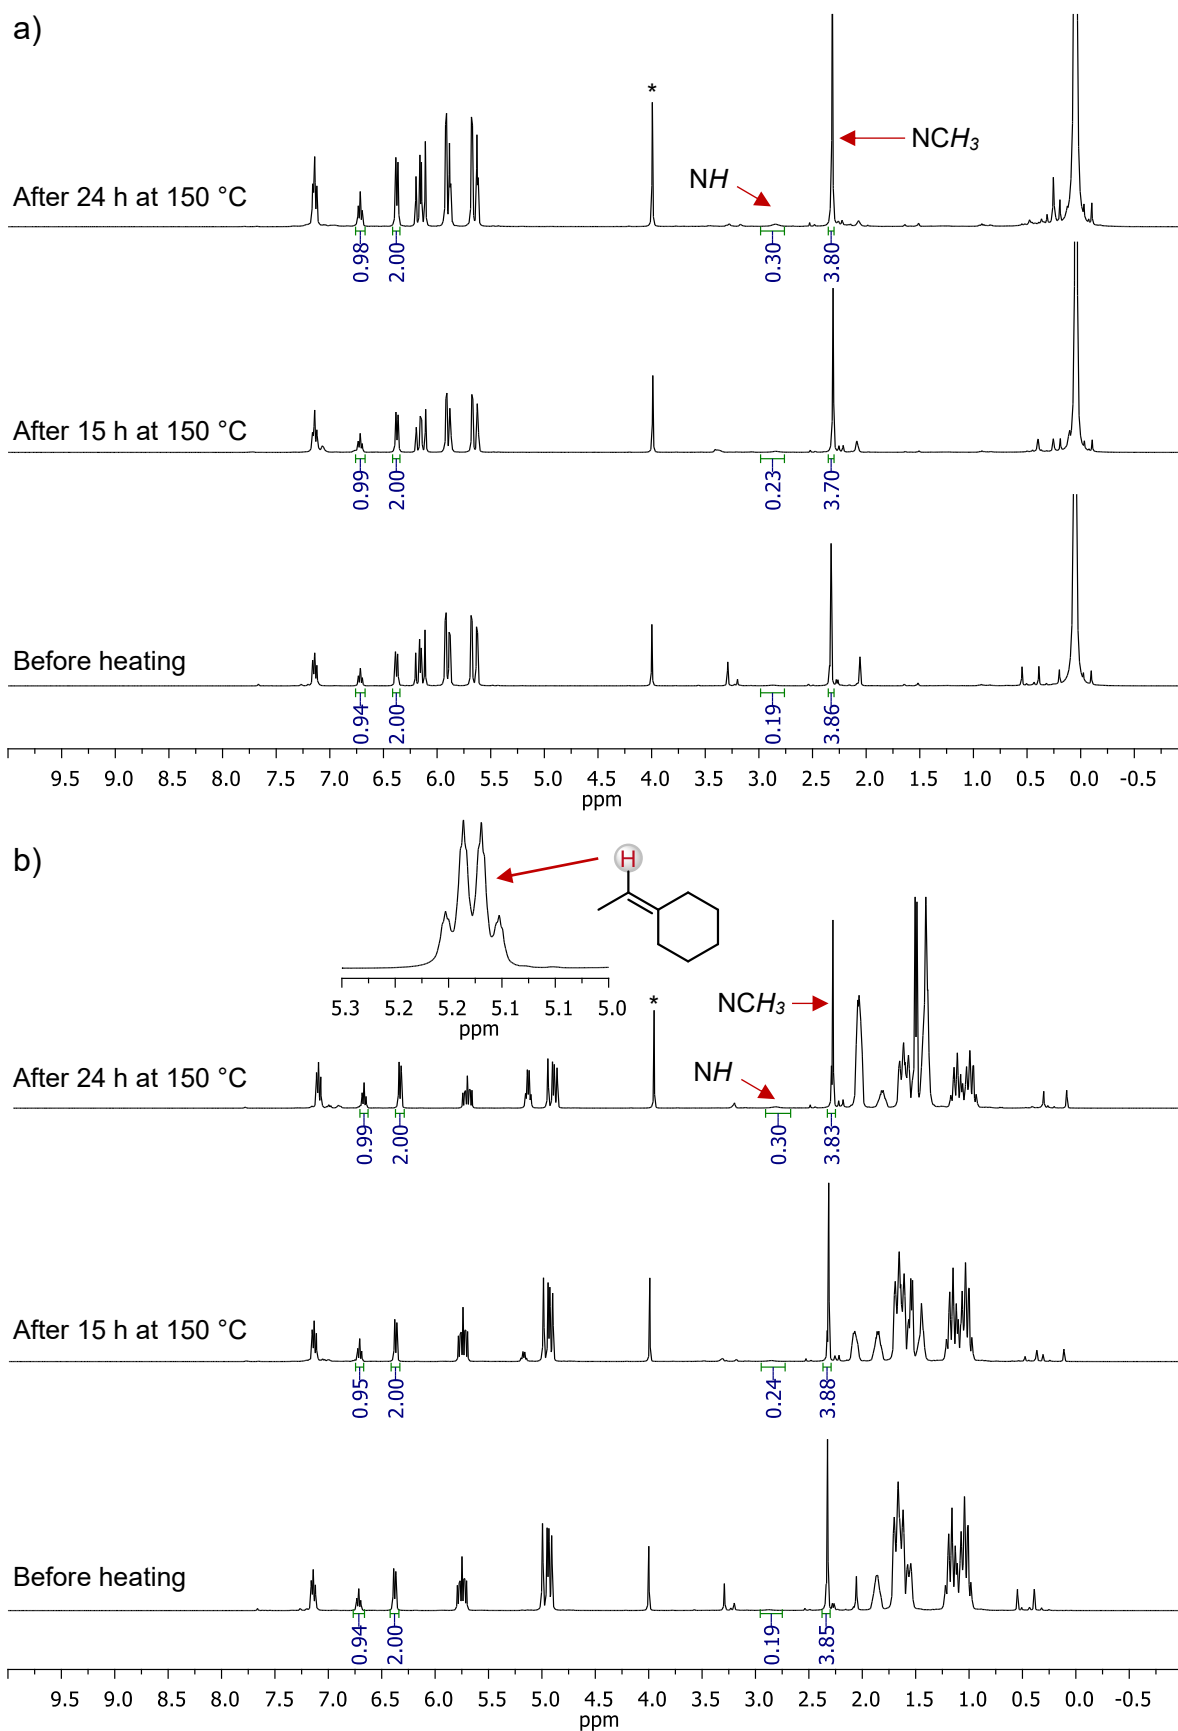 a)
*
NCH3
NH
After 24 h at 150 °C
0.98
2.00
0.30
3.80
After 15 h at 150 °C
0.99
2.00
0.23
3.70
Before heating
0.94
2.00
0.19
3.86
9.5 9.0 8.5 8.0 7.5 7.0 6.5 6.0 5.5 5.0 4.5 4.0 3.5 3.0 2.5 2.0 1.5 1.0 0.5 0.0 -0.5
ppm
b)
H
5.3 5.2 5.2 5.1 5.1 5.0
ppm
*
NCH3
NH
After 24 h at 150 °C
0.99
2.00
0.30
3.83
After 15 h at 150 °C
0.95
2.00
0.24
3.88
Before heating
0.94
2.00
0.19
3.85
9.5 9.0 8.5 8.0 7.5 7.0 6.5 6.0 5.5 5.0 4.5 4.0 3.5 3.0 2.5 2.0 1.5 1.0 0.5 0.0 -0.5
ppm